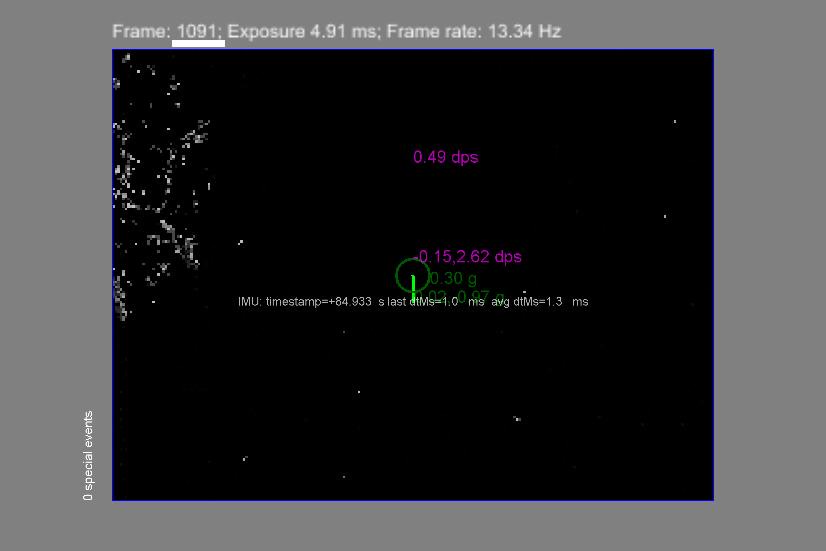 Frame: 1091; Exposure 4.91 ms; Frame rate: 13.34 Hz
0.49 dps
-0.15,2.62 dps
0.30 g
IMU: timestamp=+84.933 s last dtMs=1.0 ms avg dtMs=1.3 ms
0 special events